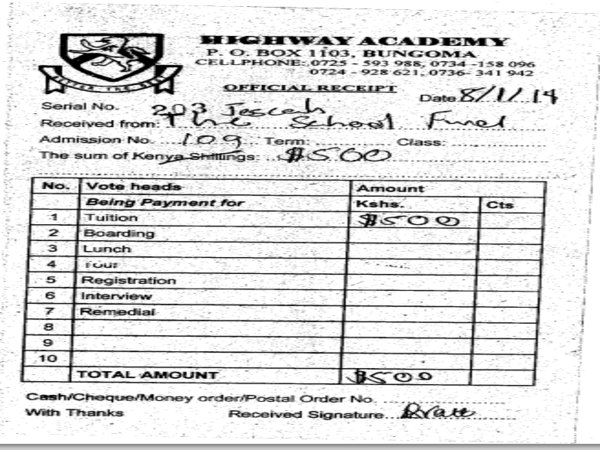 HIGHWAY ACADEMY
P. O. BOX 1103, BUNGOMA
CELLPHONE: 0725 - 593 988, 0734 -158 096
0724 - 928 621, 0736- 341 942
OFFICIAL RECEIPT
Date 8/1/14
Serial No. 203 Jescah
Received from: The School Fund
Admission No. 109 Term: Class:
The sum of Kenya Shillings: $500
No. Vote heads Amount
Being Payment for Kshs. Cts
1 Tuition $500
2 Boarding
3 Lunch
4 Tour
5 Registration
6 Interview
7 Remedial
8
9
10
TOTAL AMOUNT $500
Cash/Cheque/Money order/Postal Order No.
With Thanks Received Signature